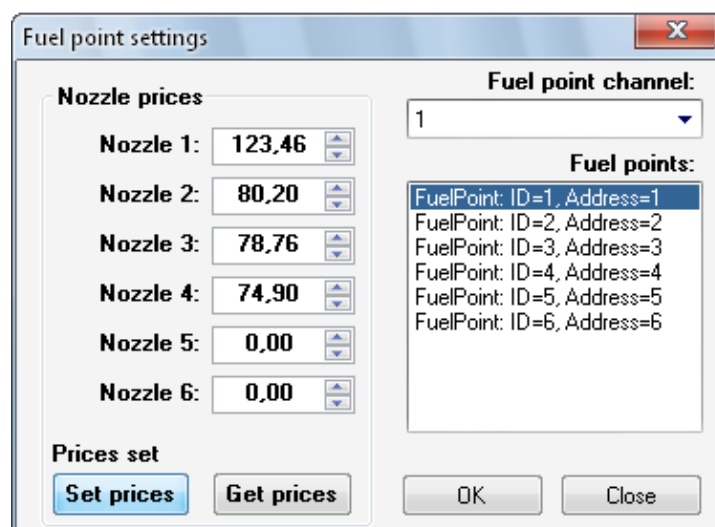 Fuel point settings
Nozzle prices
Nozzle 1: 123,46
Nozzle 2: 80,20
Nozzle 3: 78,76
Nozzle 4: 74,90
Nozzle 5: 0,00
Nozzle 6: 0,00
Prices set
Set prices Get prices
Fuel point channel:
1
Fuel points:
FuelPoint: ID=1, Address=1
FuelPoint: ID=2, Address=2
FuelPoint: ID=3, Address=3
FuelPoint: ID=4, Address=4
FuelPoint: ID=5, Address=5
FuelPoint: ID=6, Address=6
OK Close